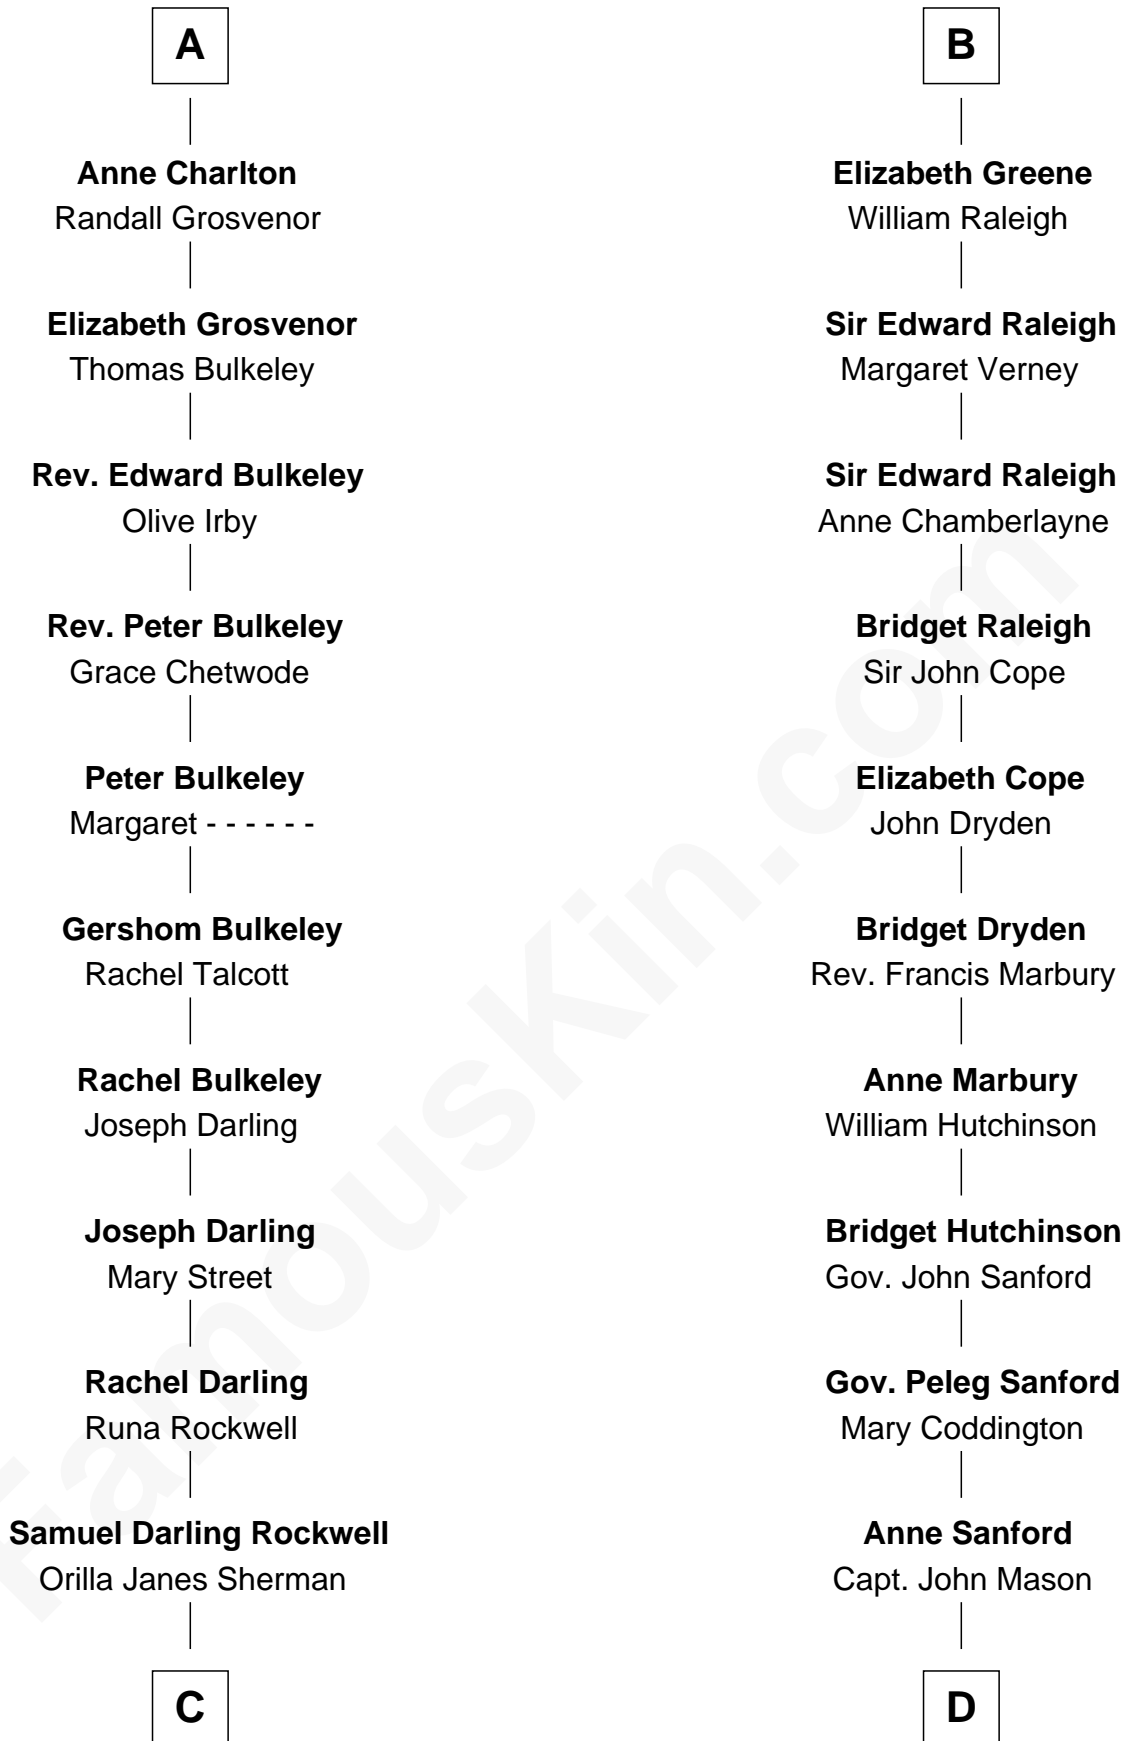 A
Anne Charlton
Randall Grosvenor
Elizabeth Grosvenor
Thomas Bulkeley
Rev. Edward Bulkeley
Olive Irby
Rev. Peter Bulkeley
Grace Chetwode
Peter Bulkeley
Margaret - - - - - -
Gershom Bulkeley
Rachel Talcott
Rachel Bulkeley
Joseph Darling
Joseph Darling
Mary Street
Rachel Darling
Runa Rockwell
Samuel Darling Rockwell
Orilla Janes Sherman
C
B
Elizabeth Greene
William Raleigh
Sir Edward Raleigh
Margaret Verney
Sir Edward Raleigh
Anne Chamberlayne
Bridget Raleigh
Sir John Cope
Elizabeth Cope
John Dryden
Bridget Dryden
Rev. Francis Marbury
Anne Marbury
William Hutchinson
Bridget Hutchinson
Gov. John Sanford
Gov. Peleg Sanford
Mary Coddington
Anne Sanford
Capt. John Mason
D
FamousKin.com